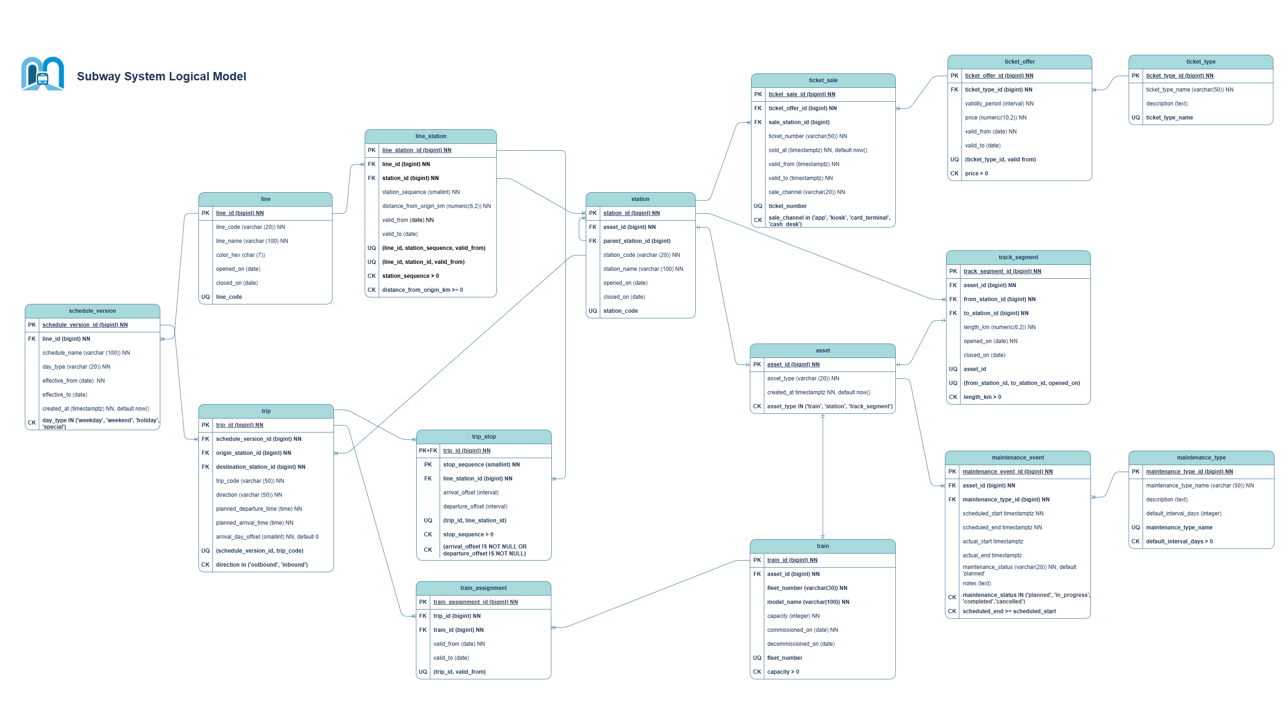 Subway System Logical Model
ticket_offer
PK ticket_offer_id (bigint) NN
FK ticket_type_id (bigint) NN
validity_period (interval) NN
price (numeric(10,2)) NN
valid_from (date) NN
valid_to (date)
UQ (ticket_type_id, valid from)
CK price > 0
ticket_type
PK ticket_type_id (bigint) NN
ticket_type_name (varchar(50)) NN
description (text)
UQ ticket_type_name
ticket_sale
PK ticket_sale_id (bigint) NN
FK ticket_offer_id (bigint) NN
FK sale_station_id (bigint)
ticket_number (varchar(50)) NN
sold_at (timestamptz) NN, default now()
valid_from (timestamptz) NN
valid_to (timestamptz) NN
sale_channel (varchar(20)) NN
UQ ticket_number
CK sale_channel in ('app', 'kiosk', 'card_terminal',
'cash_desk')
line_station
PK line_station_id (bigint) NN
FK line_id (bigint) NN
FK station_id (bigint) NN
station_sequence (smallint) NN
distance_from_origin_km (numeric(6,2)) NN
valid_from (date) NN
valid_to (date)
UQ (line_id, station_sequence, valid_from)
UQ (line_id, station_id, valid_from)
CK station_sequence > 0
CK distance_from_origin_km >= 0
line
PK line_id (bigint) NN
line_code (varchar (20)) NN
line_name (varchar (100) NN
color_hex (char (7))
opened_on (date)
closed_on (date)
UQ line_code
station
PK station_id (bigint) NN
FK asset_id (bigint) NN
FK parent_station_id (bigint)
station_code (varchar (20)) NN
station_name (varchar (100) NN
opened_on (date)
closed_on (date)
UQ station_code
track_segment
PK track_segment_id (bigint) NN
FK asset_id (bigint) NN
FK from_station_id (bigint) NN
FK to_station_id (bigint) NN
length_km (numeric(6,2)) NN
opened_on (date) NN
closed_on (date)
UQ asset_id
UQ (from_station_id, to_station_id, opened_on)
CK length_km > 0
schedule_version
PK schedule_version_id (bigint) NN
FK line_id (bigint) NN
schedule_name (varchar (100)) NN
day_type (varchar (20)) NN
effective_from (date) NN
effective_to (date)
created_at (timestamptz) NN, default now()
CK day_type IN ('weekday', 'weekend', 'holiday',
'special')
asset
PK asset_id (bigint) NN
asset_type (varchar (20)) NN
created_at timestamptz NN, default now()
CK asset_type IN ('train', 'station', 'track_segment')
trip
PK trip_id (bigint) NN
FK schedule_version_id (bigint) NN
FK origin_station_id (bigint) NN
FK destination_station_id (bigint) NN
trip_code (varchar (50)) NN
direction (varchar (50)) NN
planned_departure_time (time) NN
planned_arrival_time (time) NN
arrival_day_offset (smallint) NN, default 0
UQ (schedule_version_id, trip_code)
CK direction in ('outbound', 'inbound')
trip_stop
PK+FK trip_id (bigint) NN
PK stop_sequence (smallint) NN
FK line_station_id (bigint) NN
arrival_offset (interval)
departure_offset (interval)
UQ (trip_id, line_station_id)
CK stop_sequence > 0
CK (arrival_offset IS NOT NULL OR
departure_offset IS NOT NULL)
maintenance_event
PK maintenance_event_id (bigint) NN
FK asset_id (bigint) NN
FK maintenance_type_id (bigint) NN
scheduled_start timestamptz NN
scheduled_end timestamptz NN
actual_start timestamptz
actual_end timestamptz
maintenance_status (varchar(20)) NN, default
'planned'
notes (text)
CK maintenance_status IN ('planned', 'in_progress',
'completed','cancelled')
CK scheduled_end >= scheduled_start
maintenance_type
PK maintenance_type_id (bigint) NN
maintenance_type_name (varchar (50)) NN
description (text)
default_interval_days (integer)
UQ maintenance_type_name
CK default_interval_days > 0
train
PK train_id (bigint) NN
FK asset_id (bigint) NN
fleet_number (varchar(30)) NN
model_name (varchar(100)) NN
capacity (integer) NN
commissioned_on (date) NN
decommissioned_on (date)
UQ fleet_number
CK capacity > 0
train_assignment
PK train_assignment_id (bigint) NN
FK trip_id (bigint) NN
FK train_id (bigint) NN
valid_from (date) NN
valid_to (date)
UQ (trip_id, valid_from)